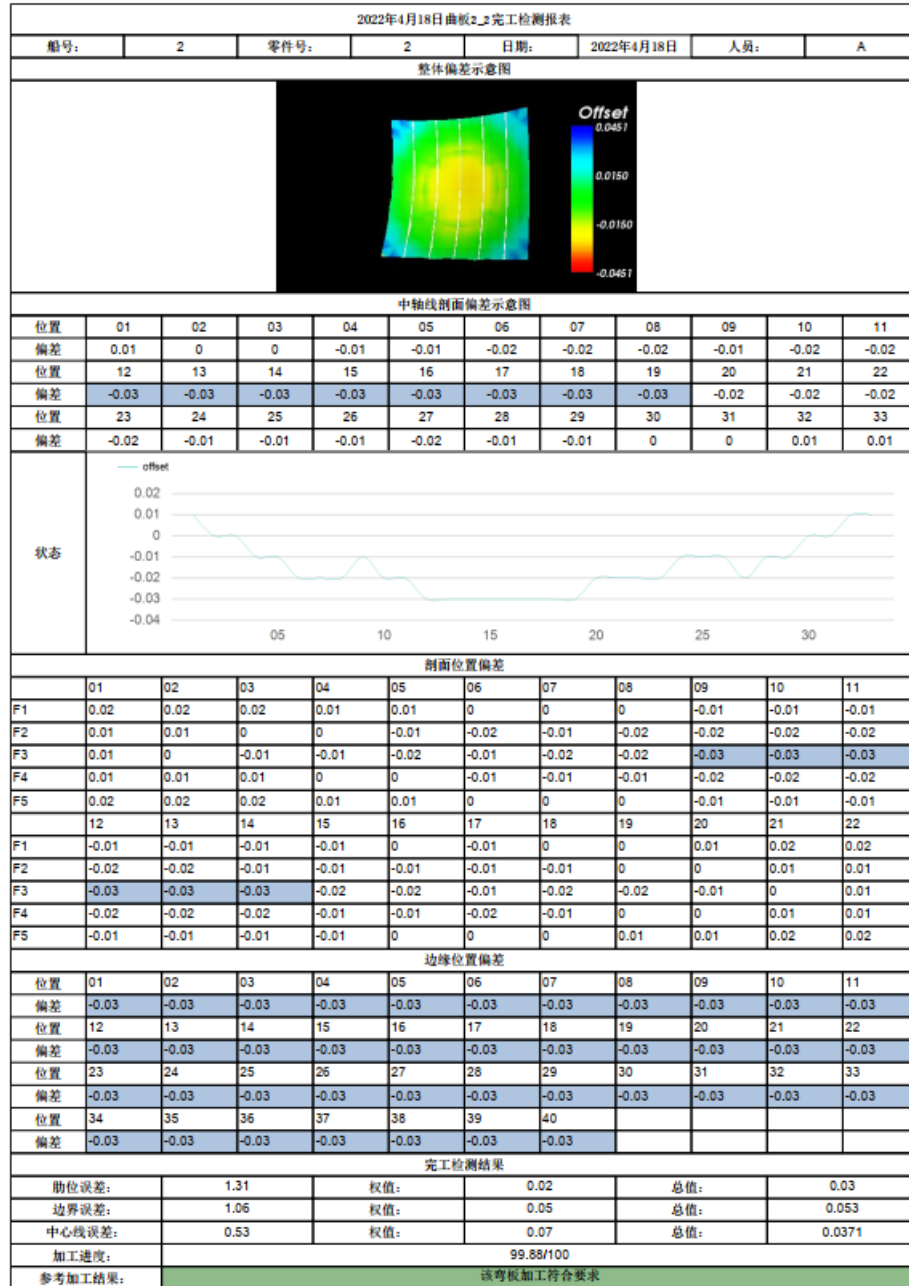 2022年4月18日曲板2_2完工检测报表
船号： 2 零件号： 2 日期： 2022年4月18日 人员： A
整体偏差示意图
Offset
0.0451
0.0150
-0.0150
-0.0451
中轴线剖面偏差示意图
位置 01 02 03 04 05 06 07 08 09 10 11
偏差 0.01 0 0 -0.01 -0.01 -0.02 -0.02 -0.02 -0.01 -0.02 -0.02
位置 12 13 14 15 16 17 18 19 20 21 22
偏差 -0.03 -0.03 -0.03 -0.03 -0.03 -0.03 -0.03 -0.03 -0.02 -0.02 -0.02
位置 23 24 25 26 27 28 29 30 31 32 33
偏差 -0.02 -0.01 -0.01 -0.01 -0.02 -0.01 -0.01 0 0 0.01 0.01
状态
offset
0.02
0.01
0
-0.01
-0.02
-0.03
-0.04
05 10 15 20 25 30
剖面位置偏差
01 02 03 04 05 06 07 08 09 10 11
F1 0.02 0.02 0.02 0.01 0.01 0 0 0 -0.01 -0.01 -0.01
F2 0.01 0.01 0 0 -0.01 -0.02 -0.01 -0.02 -0.02 -0.02 -0.02
F3 0.01 0 -0.01 -0.01 -0.02 -0.01 -0.02 -0.02 -0.03 -0.03 -0.03
F4 0.01 0.01 0.01 0 0 -0.01 -0.01 -0.01 -0.02 -0.02 -0.02
F5 0.02 0.02 0.02 0.01 0.01 0 0 0 -0.01 -0.01 -0.01
12 13 14 15 16 17 18 19 20 21 22
F1 -0.01 -0.01 -0.01 -0.01 0 -0.01 0 0 0.01 0.02 0.02
F2 -0.02 -0.02 -0.01 -0.01 -0.01 -0.01 -0.01 0 0 0.01 0.01
F3 -0.03 -0.03 -0.03 -0.02 -0.02 -0.01 -0.02 -0.02 -0.01 0 0.01
F4 -0.02 -0.02 -0.02 -0.01 -0.01 -0.02 -0.01 0 0 0.01 0.01
F5 -0.01 -0.01 -0.01 -0.01 0 0 0 0.01 0.01 0.02 0.02
边缘位置偏差
位置 01 02 03 04 05 06 07 08 09 10 11
偏差 -0.03 -0.03 -0.03 -0.03 -0.03 -0.03 -0.03 -0.03 -0.03 -0.03 -0.03
位置 12 13 14 15 16 17 18 19 20 21 22
偏差 -0.03 -0.03 -0.03 -0.03 -0.03 -0.03 -0.03 -0.03 -0.03 -0.03 -0.03
位置 23 24 25 26 27 28 29 30 31 32 33
偏差 -0.03 -0.03 -0.03 -0.03 -0.03 -0.03 -0.03 -0.03 -0.03 -0.03 -0.03
位置 34 35 36 37 38 39 40
偏差 -0.03 -0.03 -0.03 -0.03 -0.03 -0.03 -0.03
完工检测结果
肋位误差： 1.31 权值： 0.02 总值： 0.03
边界误差： 1.06 权值： 0.05 总值： 0.053
中心线误差： 0.53 权值： 0.07 总值： 0.0371
加工进度： 99.88/100
参考加工结果： 该弯板加工符合要求